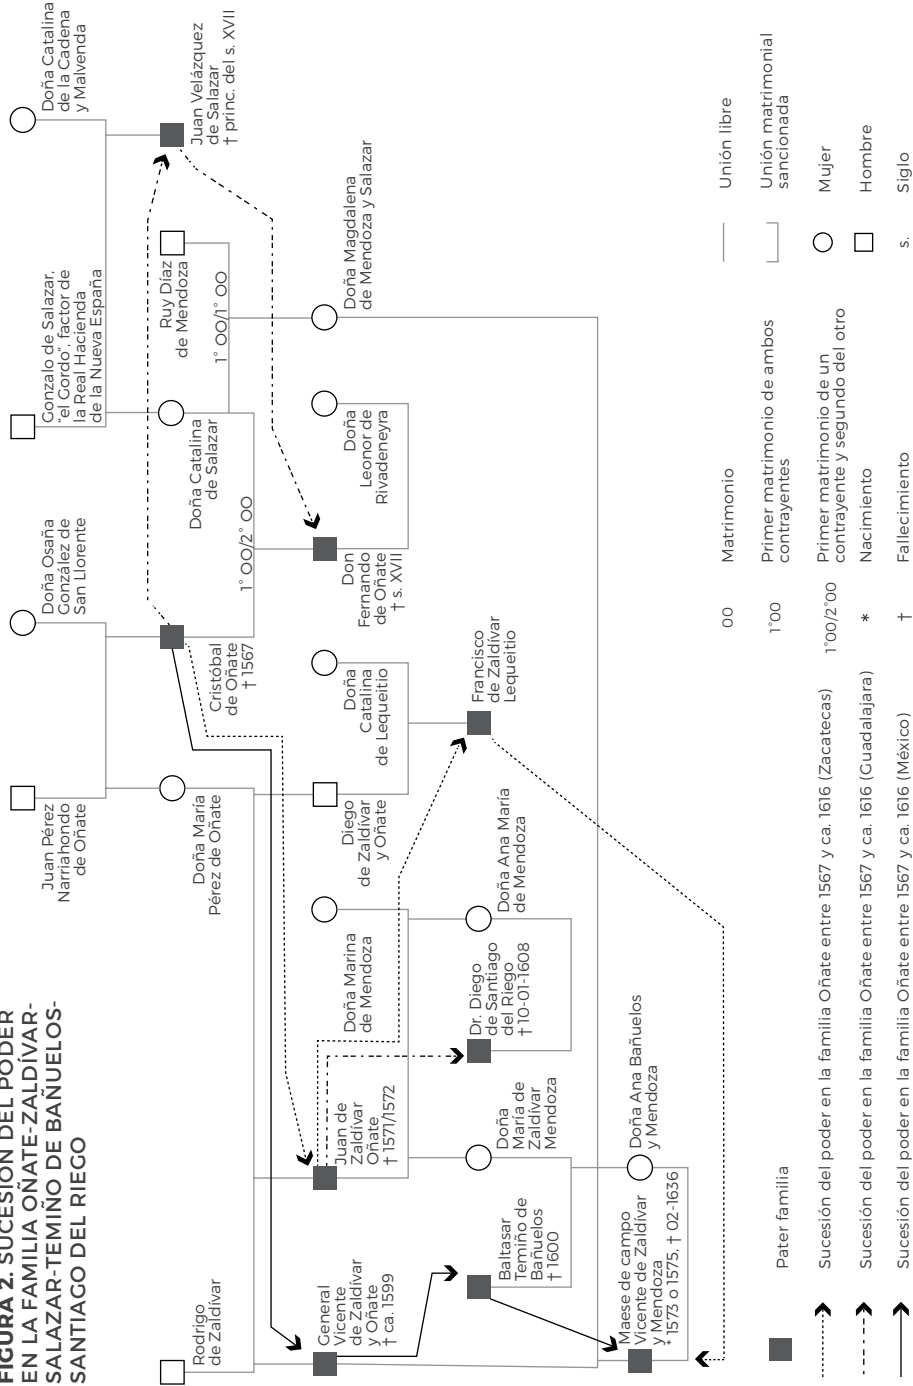 FIGURA 2. SUCESIÓN DEL PODER
EN LA FAMILIA OÑATE-ZALDÍVAR-
SALAZAR-TEMIÑO DE BAÑUELOS-
SANTIAGO DEL RIEGO
Juan Pérez
Narriahondo
de Oñate
Doña Osaña
González de
San Llorente
Gonzalo de Salazar,
"el Gordo", factor de
la Real Hacienda
de la Nueva España
Doña Catalina
de la Cadena
y Malvenda
Rodrigo
de Zaldívar
Doña María
Pérez de Oñate
Cristóbal
de Oñate
† 1567
Doña Catalina
de Salazar
Ruy Díaz
de Mendoza
Juan Velázquez
de Salazar
† princ. del s. XVII
1° OO/2° OO
1° OO/1° OO
General
Vicente
de Zaldívar
y Oñate
† ca. 1599
Juan de
Zaldívar
Oñate
† 1571/1572
Doña Marina
de Mendoza
Diego
de Zaldívar
y Oñate
Doña
Catalina
de Lequeitio
Don
Fernando
de Oñate
† s. XVII
Doña
Leonor de
Rivadeneyra
Doña Magdalena
de Mendoza y Salazar
Baltasar
Temiño de
Bañuelos
† 1600
Doña
María de
Zaldívar
Mendoza
Dr. Diego
de Santiago
del Riego
† 10-01-1608
Doña Ana María
de Mendoza
Francisco
de Zaldívar
Lequeitio
Maese de campo
Vicente de Zaldívar
y Mendoza
* 1573 o 1575, † 02-1636
Doña Ana Bañuelos
y Mendoza
Pater familia
Sucesión del poder en la familia Oñate entre 1567 y ca. 1616 (Zacatecas)
Sucesión del poder en la familia Oñate entre 1567 y ca. 1616 (Guadalajara)
Sucesión del poder en la familia Oñate entre 1567 y ca. 1616 (México)
00 Matrimonio
1°00 Primer matrimonio de ambos
contrayentes
1°00/2°00 Primer matrimonio de un
contrayente y segundo del otro
* Nacimiento
† Fallecimiento
Unión libre
Unión matrimonial
sancionada
Mujer
Hombre
s. Siglo